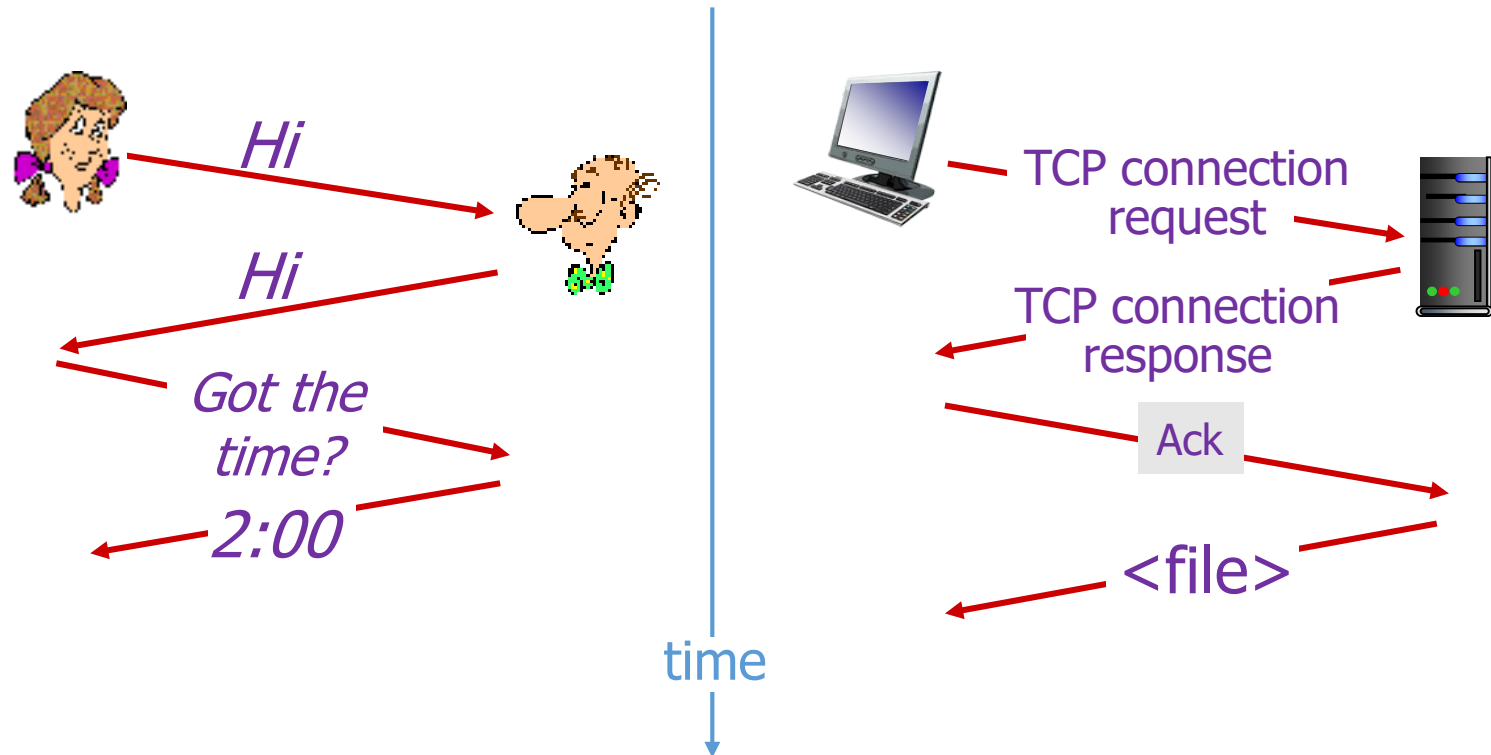 Hi
Hi
Got the
time?
2:00
TCP connection
request
TCP connection
response
Ack
<file>
time